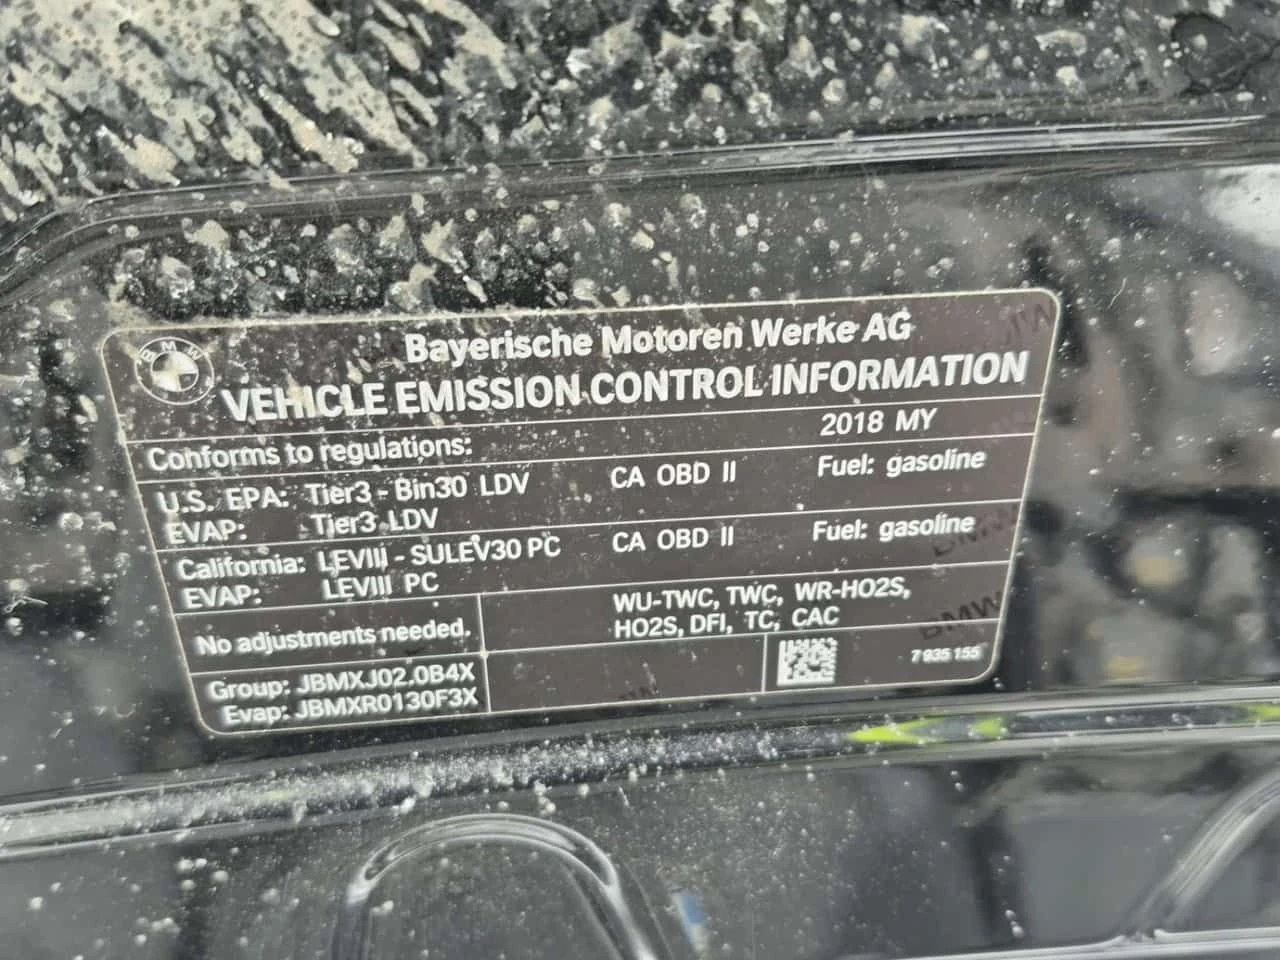 BMW
Bayerische Motoren Werke AG
VEHICLE EMISSION CONTROL INFORMATION
Conforms to regulations: 2018 MY
U.S. EPA: Tier3 - Bin30 LDV CA OBD II Fuel: gasoline
EVAP: Tier3 LDV
California: LEVIII - SULEV30 PC CA OBD II Fuel: gasoline
EVAP: LEVIII PC
No adjustments needed. WU-TWC, TWC, WR-HO2S,
HO2S, DFI, TC, CAC
Group: JBMXJ02.0B4X
Evap: JBMXR0130F3X
7 935 155
BMW
BMW